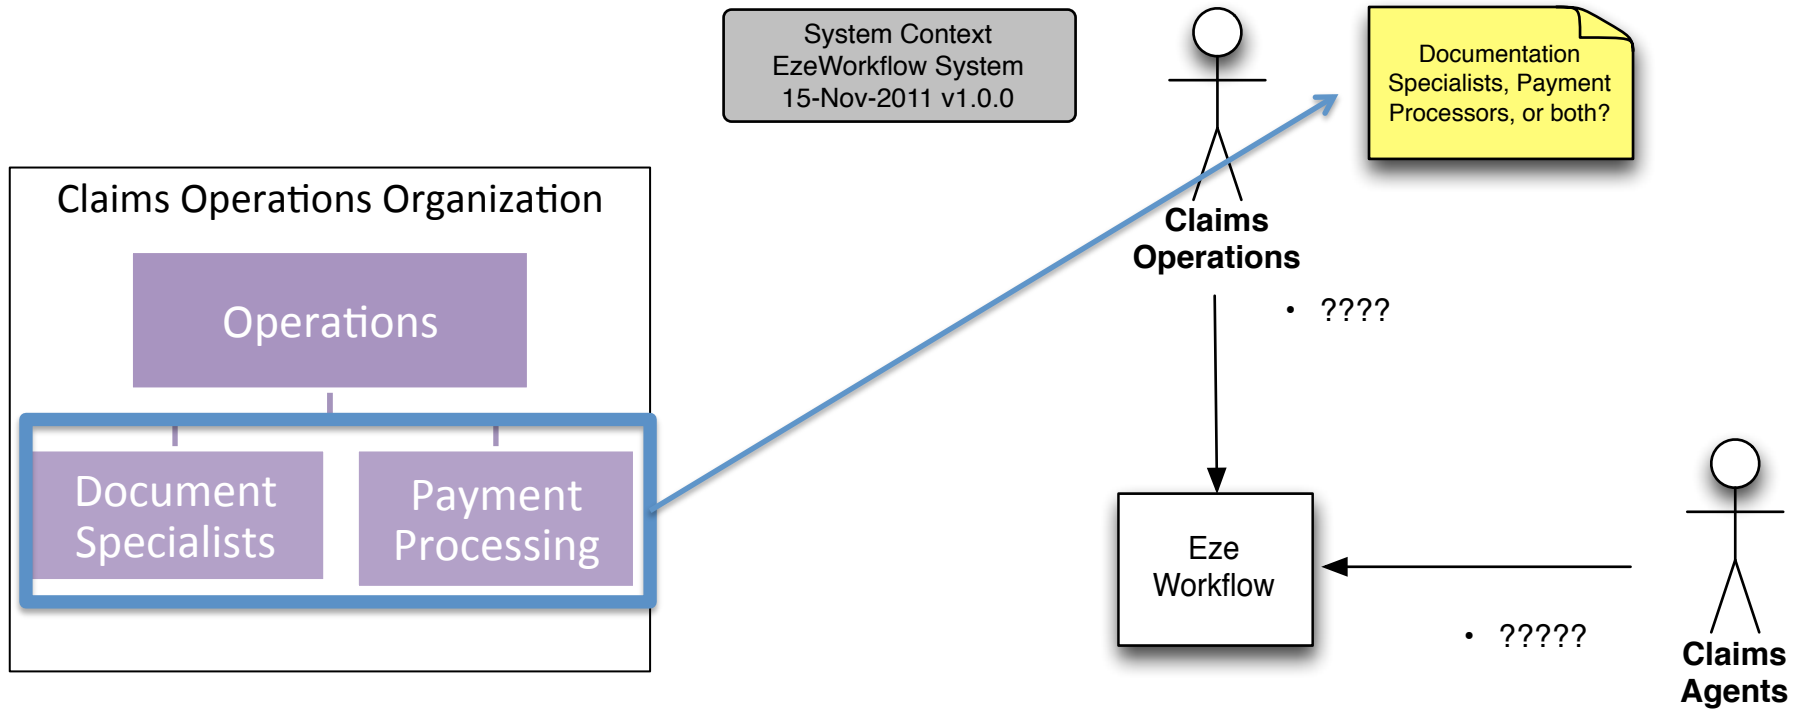 System Context
EzeWorkflow System
15-Nov-2011 v1.0.0
Documentation
Specialists, Payment
Processors, or both?
Claims Operations Organization
Operations
Document
Specialists
Payment
Processing
Claims
Operations
• ????
Eze
Workflow
• ?????
Claims
Agents